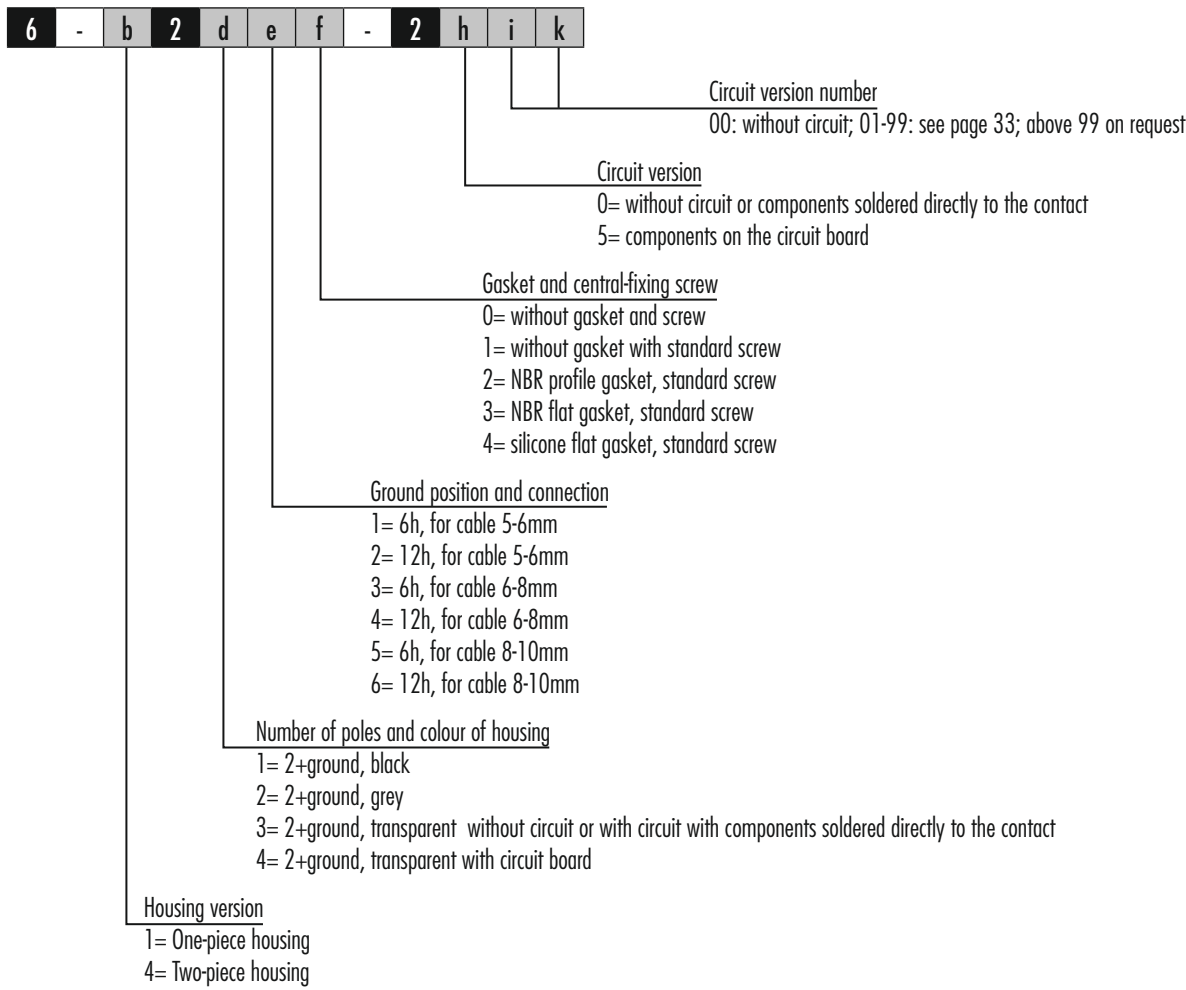 6 - b 2 d e f - 2 h i k
Circuit version number
00: without circuit; 01-99: see page 33; above 99 on request
Circuit version
0= without circuit or components soldered directly to the contact
5= components on the circuit board
Gasket and central-fixing screw
0= without gasket and screw
1= without gasket with standard screw
2= NBR profile gasket, standard screw
3= NBR flat gasket, standard screw
4= silicone flat gasket, standard screw
Ground position and connection
1= 6h, for cable 5-6mm
2= 12h, for cable 5-6mm
3= 6h, for cable 6-8mm
4= 12h, for cable 6-8mm
5= 6h, for cable 8-10mm
6= 12h, for cable 8-10mm
Number of poles and colour of housing
1= 2+ground, black
2= 2+ground, grey
3= 2+ground, transparent without circuit or with circuit with components soldered directly to the contact
4= 2+ground, transparent with circuit board
Housing version
1= One-piece housing
4= Two-piece housing